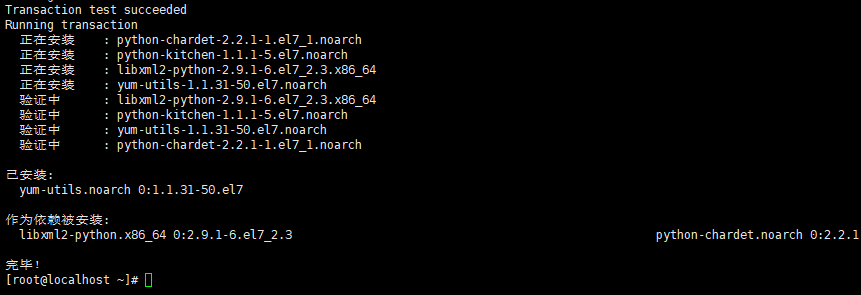 Transaction test succeeded
Running transaction
正在安装 : python-chardet-2.2.1-1.el7_1.noarch
正在安装 : python-kitchen-1.1.1-5.el7.noarch
正在安装 : libxml2-python-2.9.1-6.el7_2.3.x86_64
正在安装 : yum-utils-1.1.31-50.el7.noarch
验证中 : libxml2-python-2.9.1-6.el7_2.3.x86_64
验证中 : python-kitchen-1.1.1-5.el7.noarch
验证中 : yum-utils-1.1.31-50.el7.noarch
验证中 : python-chardet-2.2.1-1.el7_1.noarch
已安装:
yum-utils.noarch 0:1.1.31-50.el7
作为依赖被安装:
libxml2-python.x86_64 0:2.9.1-6.el7_2.3 python-chardet.noarch 0:2.2.1
完毕！
[root@localhost ~]#